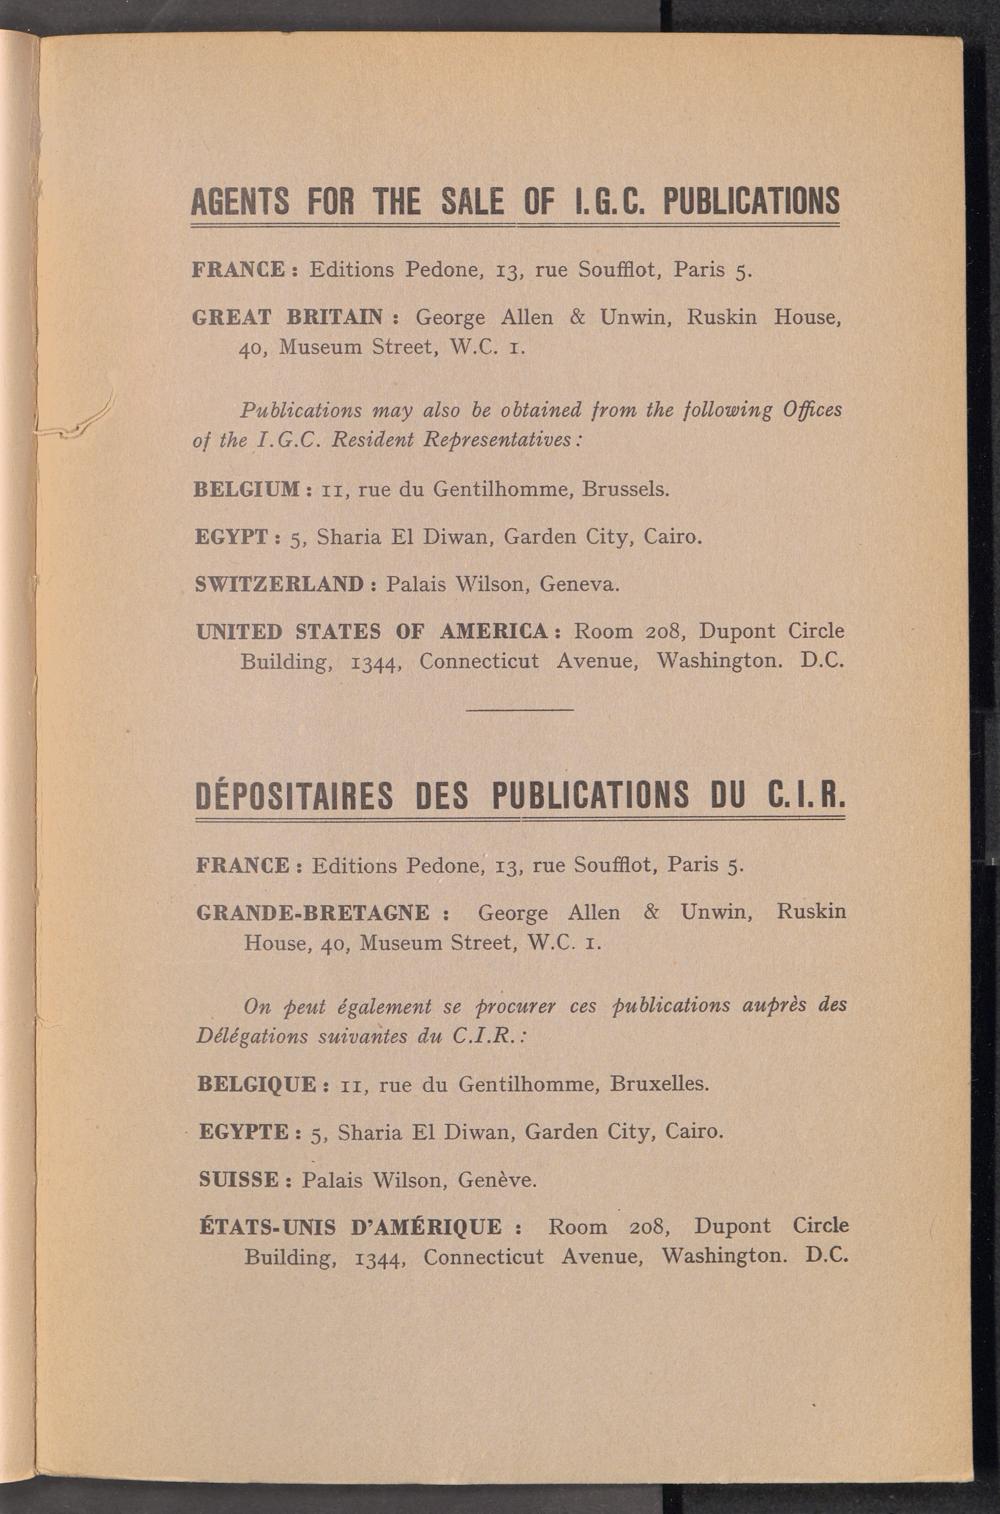 AGENTS FOR THE SALE OF I.G.C. PUBLICATIONS
FRANCE : Editions Pedone, 13, rue Soufflot, Paris 5.
GREAT BRITAIN : George Allen & Unwin, Ruskin House,
40, Museum Street, W.C. 1.
Publications may also be obtained from the following Offices
of the I.G.C. Resident Representatives :
BELGIUM : 11, rue du Gentilhomme, Brussels.
EGYPT : 5, Sharia El Diwan, Garden City, Cairo.
SWITZERLAND : Palais Wilson, Geneva.
UNITED STATES OF AMERICA : Room 208, Dupont Circle
Building, 1344, Connecticut Avenue, Washington. D.C.
DÉPOSITAIRES DES PUBLICATIONS DU C.I.R.
FRANCE : Editions Pedone, 13, rue Soufflot, Paris 5.
GRANDE-BRETAGNE : George Allen & Unwin, Ruskin
House, 40, Museum Street, W.C. 1.
On peut également se procurer ces publications auprès des
Délégations suivantes du C.I.R. :
BELGIQUE : 11, rue du Gentilhomme, Bruxelles.
EGYPTE : 5, Sharia El Diwan, Garden City, Cairo.
SUISSE : Palais Wilson, Genève.
ÉTATS-UNIS D'AMÉRIQUE : Room 208, Dupont Circle
Building, 1344, Connecticut Avenue, Washington. D.C.